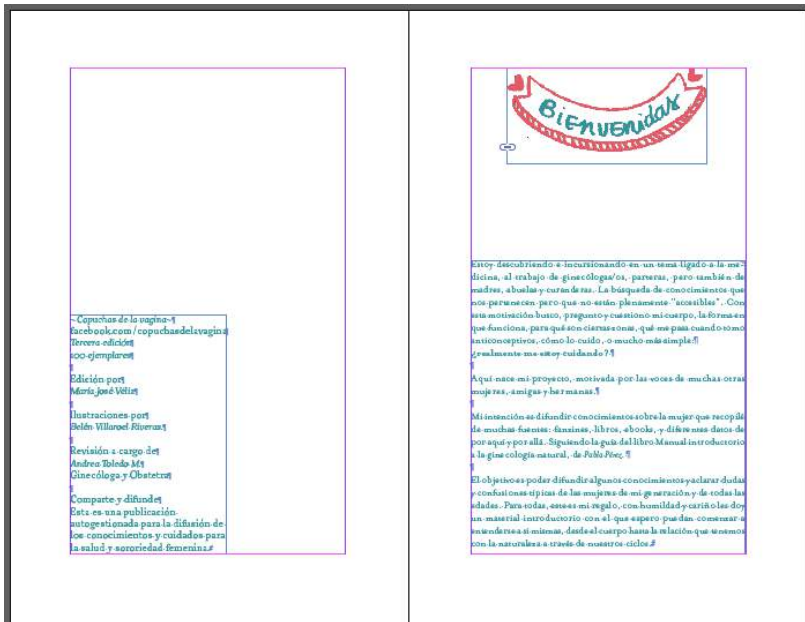 ~Copuchas de la vagina~
facebook.com/copuchasdelavagina
Tercera edición
100 ejemplares
Edición por
María José Véliz
Ilustraciones por
Belén Villaroel Riveras
Revisión a cargo de
Andrea Toledo M
Ginecóloga y Obstetra
Comparte y difunde
Esta es una publicación
autogestionada para la difusión de
los conocimientos y cuidados para
la salud y sororiedad femenina.
BIENVENIdAs
Estoy descubriendo e incursionando en un tema ligado a la me-
dicina, al trabajo de ginecólogas/os, parteras, pero también de
madres, abuelas y curanderas. La búsqueda de conocimientos que
nos pertenecen pero que no están plenamente "accesibles". Con
esta motivación busco, pregunto y cuestiono mi cuerpo, la forma en
que funciona, para qué son ciertas zonas, qué me pasa cuando tomo
anticonceptivos, cómo lo cuido, o mucho más simple:
¿realmente me estoy cuidando?
Aquí nace mi proyecto, motivada por las voces de muchas otras
mujeres, amigas y hermanas.
Mi intención es difundir conocimientos sobre la mujer que recopilé
de muchas fuentes: fanzines, libros, ebooks, y diferentes datos de
por aquí y por allá. Siguiendo la guía del libro Manual introductorio
a la ginecología natural, de Pabla Pérez.
El objetivo es poder difundir algunos conocimientos y aclarar dudas
y confusiones típicas de las mujeres de mi generación y de todas las
edades. Para todas, este es mi regalo, con humildad y cariño les doy
un material introductorio con el que espero puedan comenzar a
entenderse a sí mismas, desde el cuerpo hasta la relación que tenemos
con la naturaleza a través de nuestros ciclos.